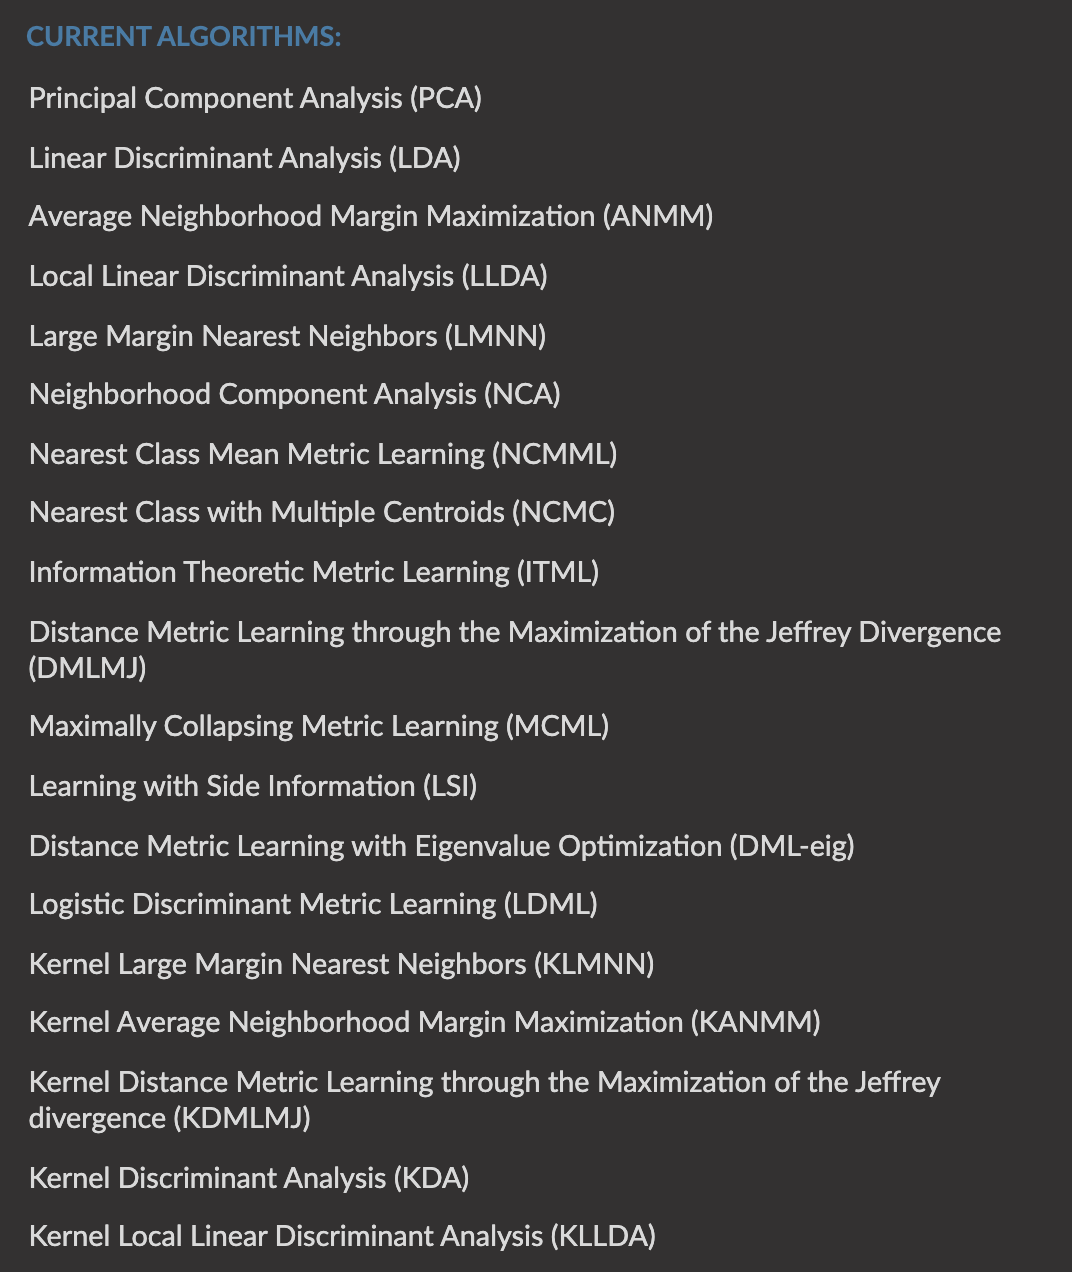 CURRENT ALGORITHMS:
Principal Component Analysis (PCA)
Linear Discriminant Analysis (LDA)
Average Neighborhood Margin Maximization (ANMM)
Local Linear Discriminant Analysis (LLDA)
Large Margin Nearest Neighbors (LMNN)
Neighborhood Component Analysis (NCA)
Nearest Class Mean Metric Learning (NCMML)
Nearest Class with Multiple Centroids (NCMC)
Information Theoretic Metric Learning (ITML)
Distance Metric Learning through the Maximization of the Jeffrey Divergence
(DMLMJ)
Maximally Collapsing Metric Learning (MCML)
Learning with Side Information (LSI)
Distance Metric Learning with Eigenvalue Optimization (DML-eig)
Logistic Discriminant Metric Learning (LDML)
Kernel Large Margin Nearest Neighbors (KLMNN)
Kernel Average Neighborhood Margin Maximization (KANMM)
Kernel Distance Metric Learning through the Maximization of the Jeffrey
divergence (KDMLMJ)
Kernel Discriminant Analysis (KDA)
Kernel Local Linear Discriminant Analysis (KLLDA)